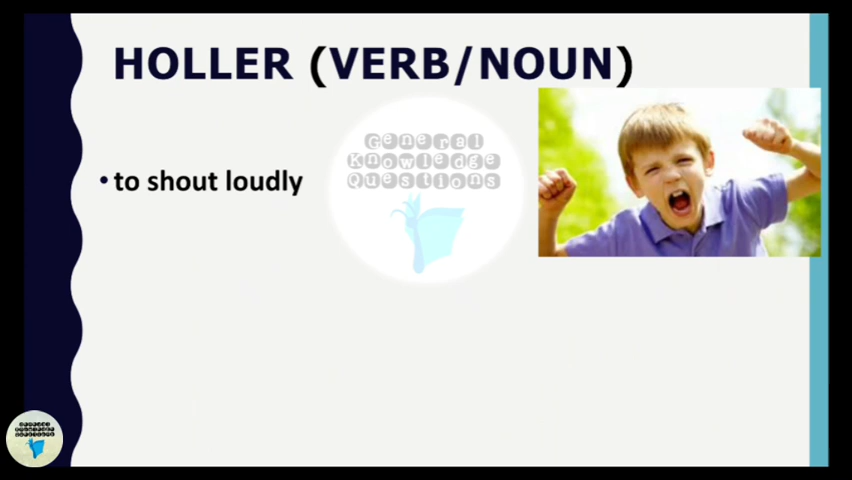 HOLLER (VERB/NOUN)
• to shout loudly
General
Knowledge
Questions